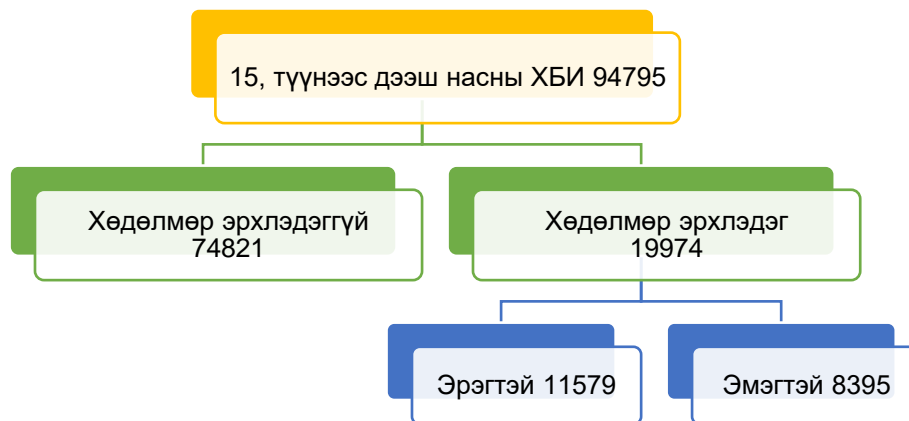 15, түүнээс дээш насны ХБИ 94795
Хөдөлмөр эрхлэдэггүй
74821
Хөдөлмөр эрхлэдэг
19974
Эрэгтэй 11579
Эмэгтэй 8395